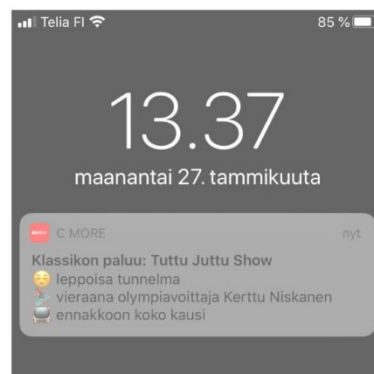 Telia FI 85 %
13.37
maanantai 27. tammikuuta
C MORE nyt
Klassikon paluu: Tuttu Juttu Show
leppoisa tunnelma
vieraana olympiavoittaja Kerttu Niskanen
ennakkoon koko kausi